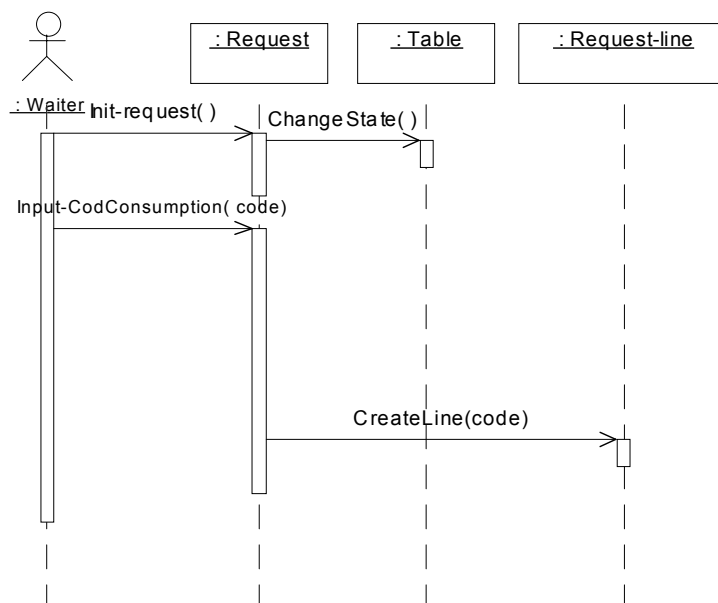 : Request
: Table
: Request-line
: Waiter
Init-request( )
ChangeState( )
Input-CodConsumption( code)
CreateLine(code)